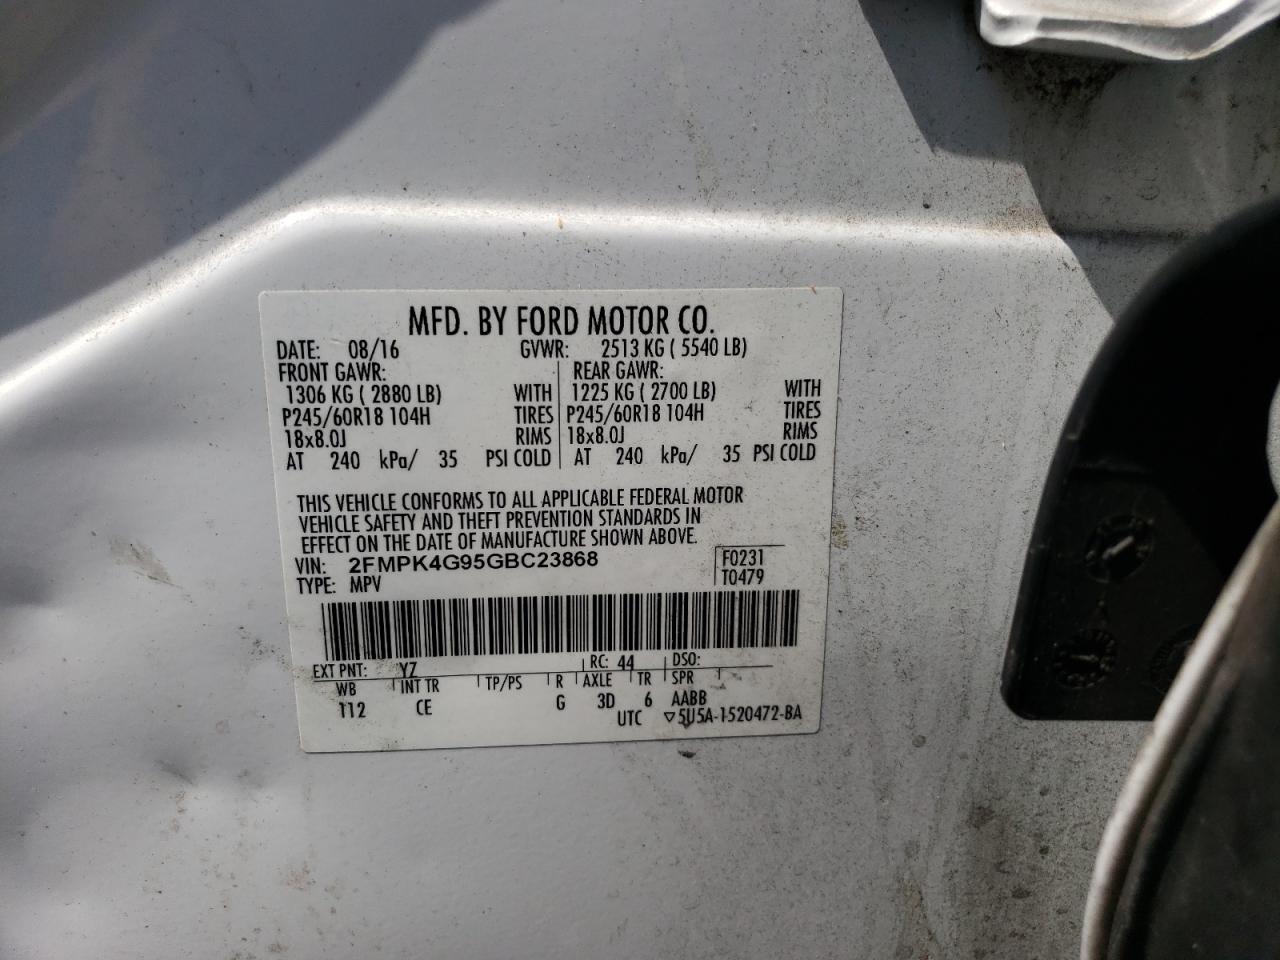 MFD. BY FORD MOTOR CO.
DATE: 08/16 GVWR: 2513 KG ( 5540 LB)
FRONT GAWR: REAR GAWR:
1306 KG ( 2880 LB) WITH 1225 KG ( 2700 LB) WITH
P245/60R18 104H TIRES P245/60R18 104H TIRES
18x8.0J RIMS 18x8.0J RIMS
AT 240 kPa/ 35 PSI COLD AT 240 kPa/ 35 PSI COLD
THIS VEHICLE CONFORMS TO ALL APPLICABLE FEDERAL MOTOR
VEHICLE SAFETY AND THEFT PREVENTION STANDARDS IN
EFFECT ON THE DATE OF MANUFACTURE SHOWN ABOVE.
VIN: 2FMPK4G95GBC23868 F0231
TYPE: MPV T0479
EXT PNT: YZ RC: 44 DSO:
WB INT TR TP/PS R AXLE TR SPR
112 CE G 3D 6 AABB
UTC ▽5U5A-1520472-BA